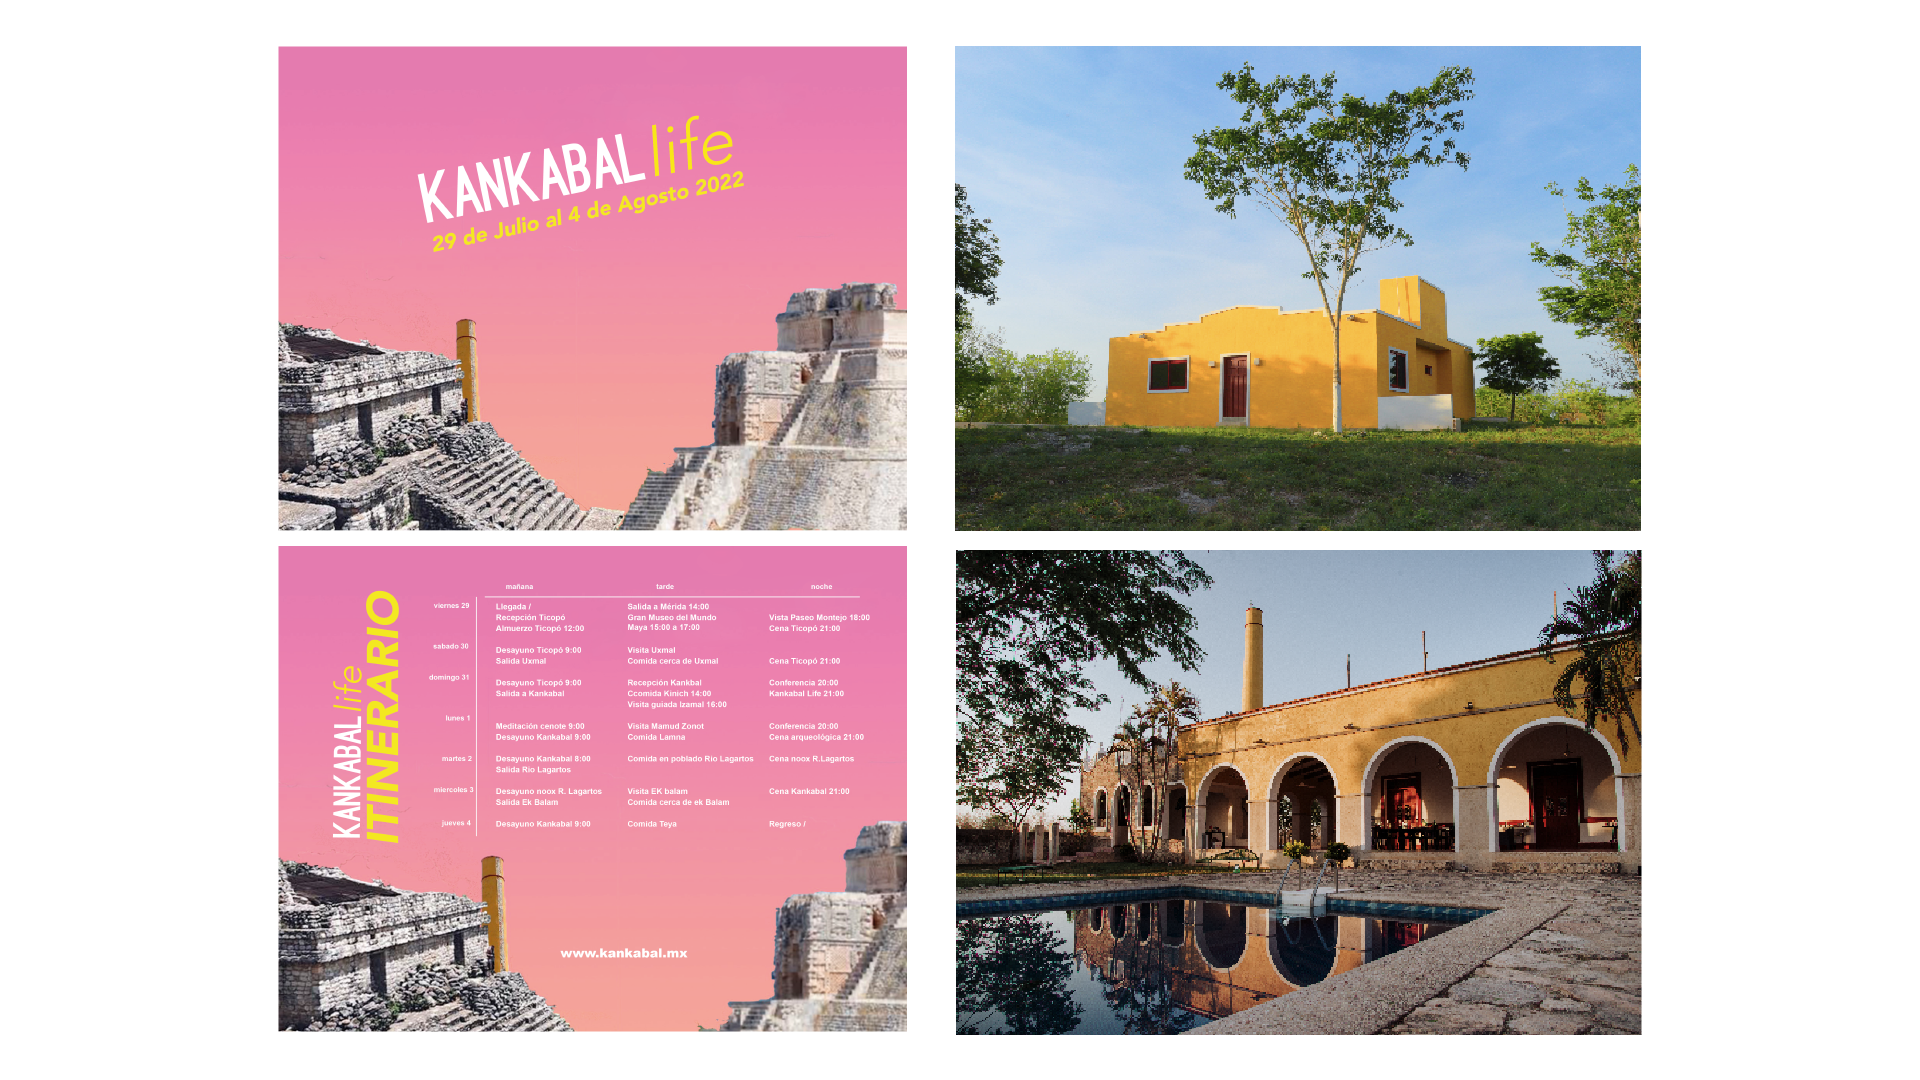 KANKABAL life
29 de Julio al 4 de Agosto 2022
KANKABAL life
ITINERARIO
mañana tarde noche
viernes 29
Llegada / Salida a Mérida 14:00
Recepción Ticopó Gran Museo del Mundo Vista Paseo Montejo 18:00
Almuerzo Ticopó 12:00 Maya 15:00 a 17:00 Cena Ticopó 21:00
sabado 30
Desayuno Ticopó 9:00 Visita Uxmal
Salida Uxmal Comida cerca de Uxmal Cena Ticopó 21:00
domingo 31
Desayuno Ticopó 9:00 Recepción Kankbal Conferencia 20:00
Salida a Kankabal Ccomida Kinich 14:00 Kankabal Life 21:00
Visita guiada Izamal 16:00
lunes 1
Meditación cenote 9:00 Visita Mamud Zonot Conferencia 20:00
Desayuno Kankabal 9:00 Comida Lamna Cena arqueológica 21:00
martes 2 Desayuno Kankabal 8:00 Comida en poblado Río Lagartos Cena noox R.Lagartos
Salida Río Lagartos
miercoles 3 Desayuno noox R. Lagartos Visita EK balam Cena Kankabal 21:00
Salida Ek Balam Comida cerca de ek Balam
jueves 4 Desayuno Kankabal 9:00 Comida Teya Regreso /
www.kankabal.mx